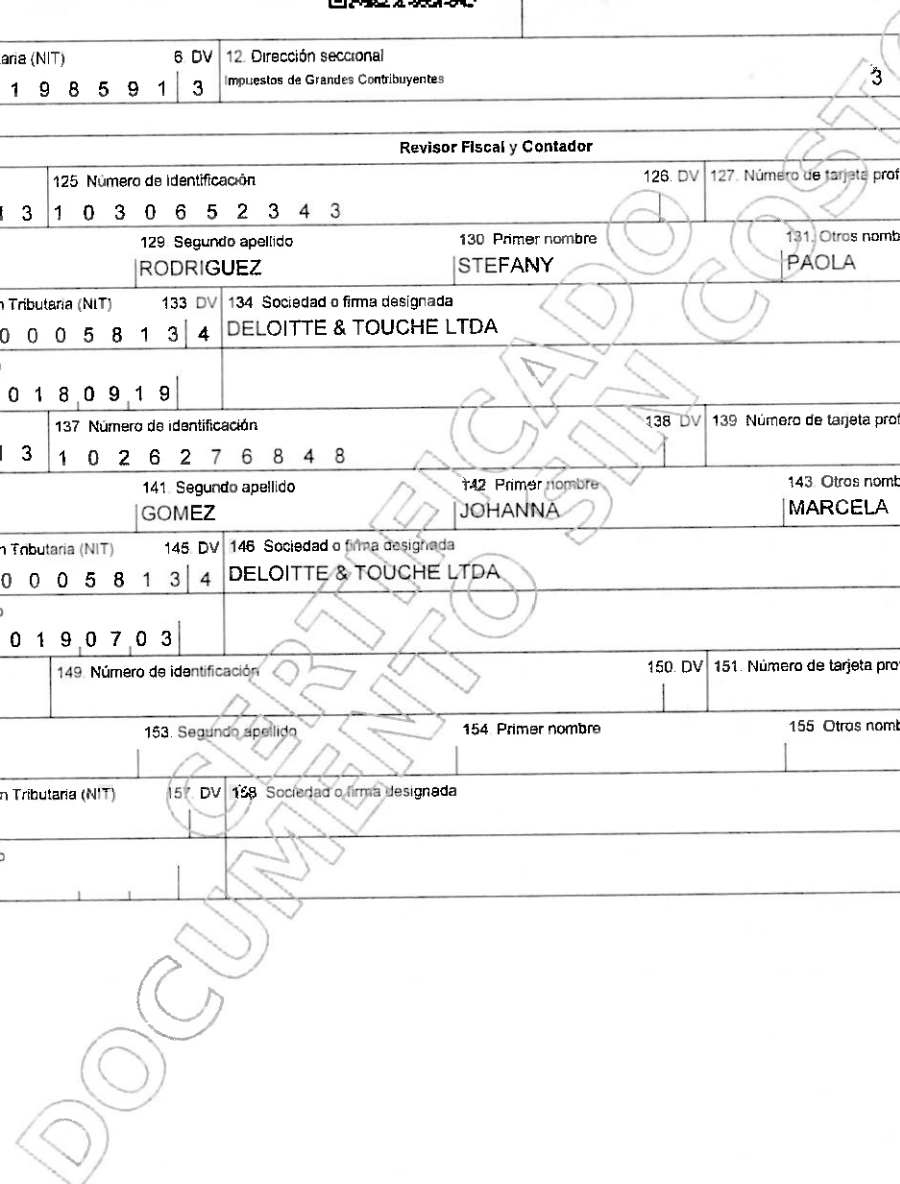 aria (NIT) 6. DV 12. Dirección seccional
1 9 8 5 9 1 3 Impuestos de Grandes Contribuyentes 3
Revisor Fiscal y Contador
125. Número de identificación 126. DV 127. Número de tarjeta prof
1 3 1 0 3 0 6 5 2 3 4 3
129. Segundo apellido 130. Primer nombre 131. Otros nomb
RODRIGUEZ STEFANY PAOLA
n Tributaria (NIT) 133. DV 134. Sociedad o firma designada
0 0 0 5 8 1 3 4 DELOITTE & TOUCHE LTDA
0 1 8 0 9 1 9
137. Número de identificación 138. DV 139. Número de tarjeta prof
1 3 1 0 2 6 2 7 6 8 4 8
141. Segundo apellido 142. Primer nombre 143. Otros nomb
GOMEZ JOHANNA MARCELA
n Tributaria (NIT) 145. DV 146. Sociedad o firma designada
0 0 0 5 8 1 3 4 DELOITTE & TOUCHE LTDA
o
0 1 9 0 7 0 3
149. Número de identificación 150. DV 151. Número de tarjeta prof
153. Segundo apellido 154. Primer nombre 155. Otros nomb
n Tributaria (NIT) 157. DV 158. Sociedad o firma designada
o
CERTIFICADO
DOCUMENTO SIN COSTO